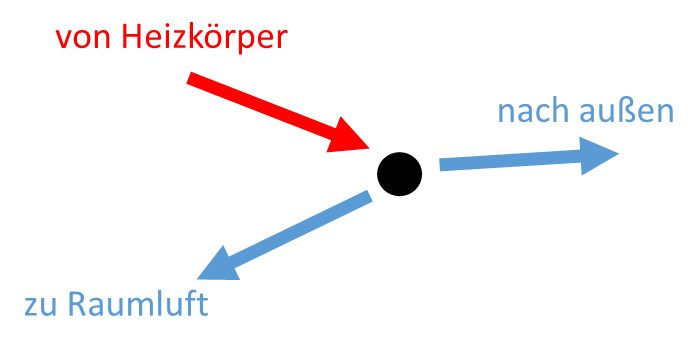 von Heizkörper
nach außen
zu Raumluft